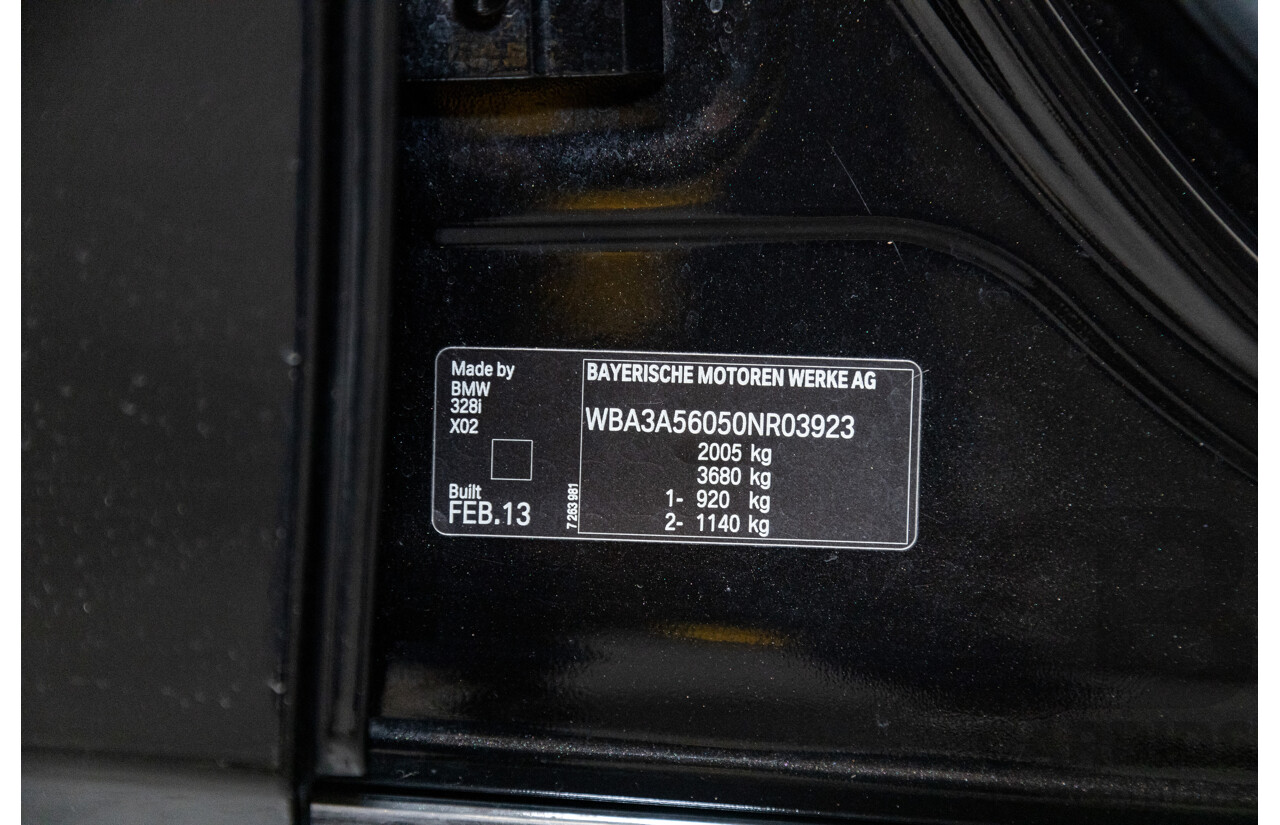 Made by
BMW
328i
X02
Built
FEB.13
7 263 981
BAYERISCHE MOTOREN WERKE AG
WBA3A56050NR03923
2005 kg
3680 kg
1- 920 kg
2- 1140 kg